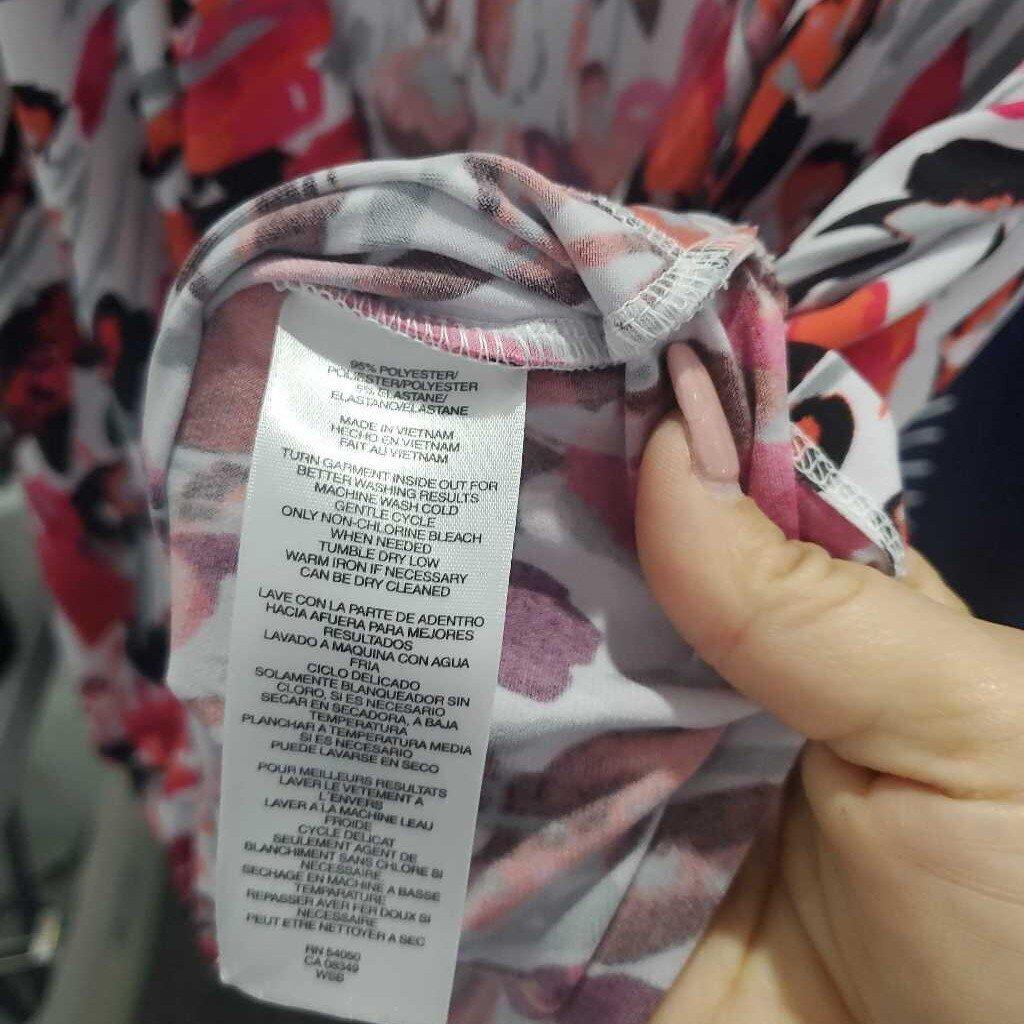 95% POLYESTER/
POLIESTER/POLYESTER
5% ELASTANE/
ELASTANO/ELASTANE
MADE IN VIETNAM
HECHO EN VIETNAM
FAIT AU VIETNAM
TURN GARMENT INSIDE OUT FOR
BETTER WASHING RESULTS
MACHINE WASH COLD
GENTLE CYCLE
ONLY NON-CHLORINE BLEACH
WHEN NEEDED
TUMBLE DRY LOW
WARM IRON IF NECESSARY
CAN BE DRY CLEANED
LAVE CON LA PARTE DE ADENTRO
HACIA AFUERA PARA MEJORES
RESULTADOS
LAVADO A MAQUINA CON AGUA
FRIA
CICLO DELICADO
SOLAMENTE BLANQUEADOR SIN
CLORO, SI ES NECESARIO
SECAR EN SECADORA, A BAJA
TEMPERATURA
PLANCHAR A TEMPERATURA MEDIA
SI ES NECESARIO
PUEDE LAVARSE EN SECO
POUR MEILLEURS RESULTATS
LAVER LE VETEMENT A
L'ENVERS
LAVER A LA MACHINE LEAU
FROIDE
CYCLE DELICAT
SEULEMENT AGENT DE
BLANCHIMENT SANS CHLORE SI
NECESSAIRE
SECHAGE EN MACHINE A BASSE
TEMPARATURE
REPASSER AVER FER DOUX SI
NECESSAIRE
PEUT ETRE NETTOYER A SEC
RN 54050
CA 08349
WSB